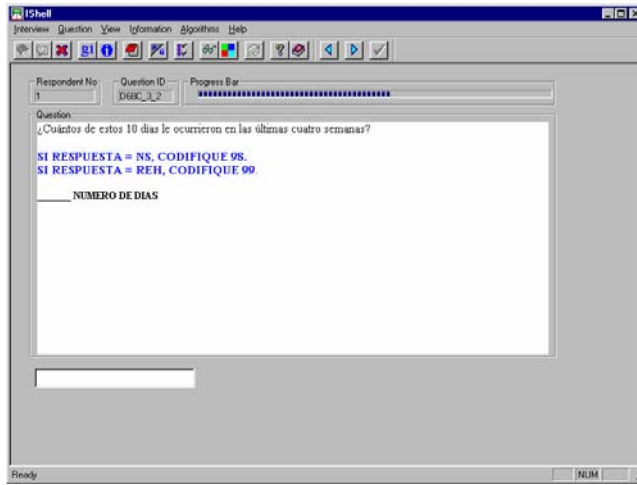 IShell
Interview Question View Information Algorithms Help
Respondent No
1
Question ID
D68C_3_2
Progress Bar
Question
¿Cuántos de estos 10 días le ocurrieron en las últimas cuatro semanas?
SI RESPUESTA = NS, CODIFIQUE 98.
SI RESPUESTA = REH, CODIFIQUE 99.
______ NUMERO DE DIAS
Ready
NUM